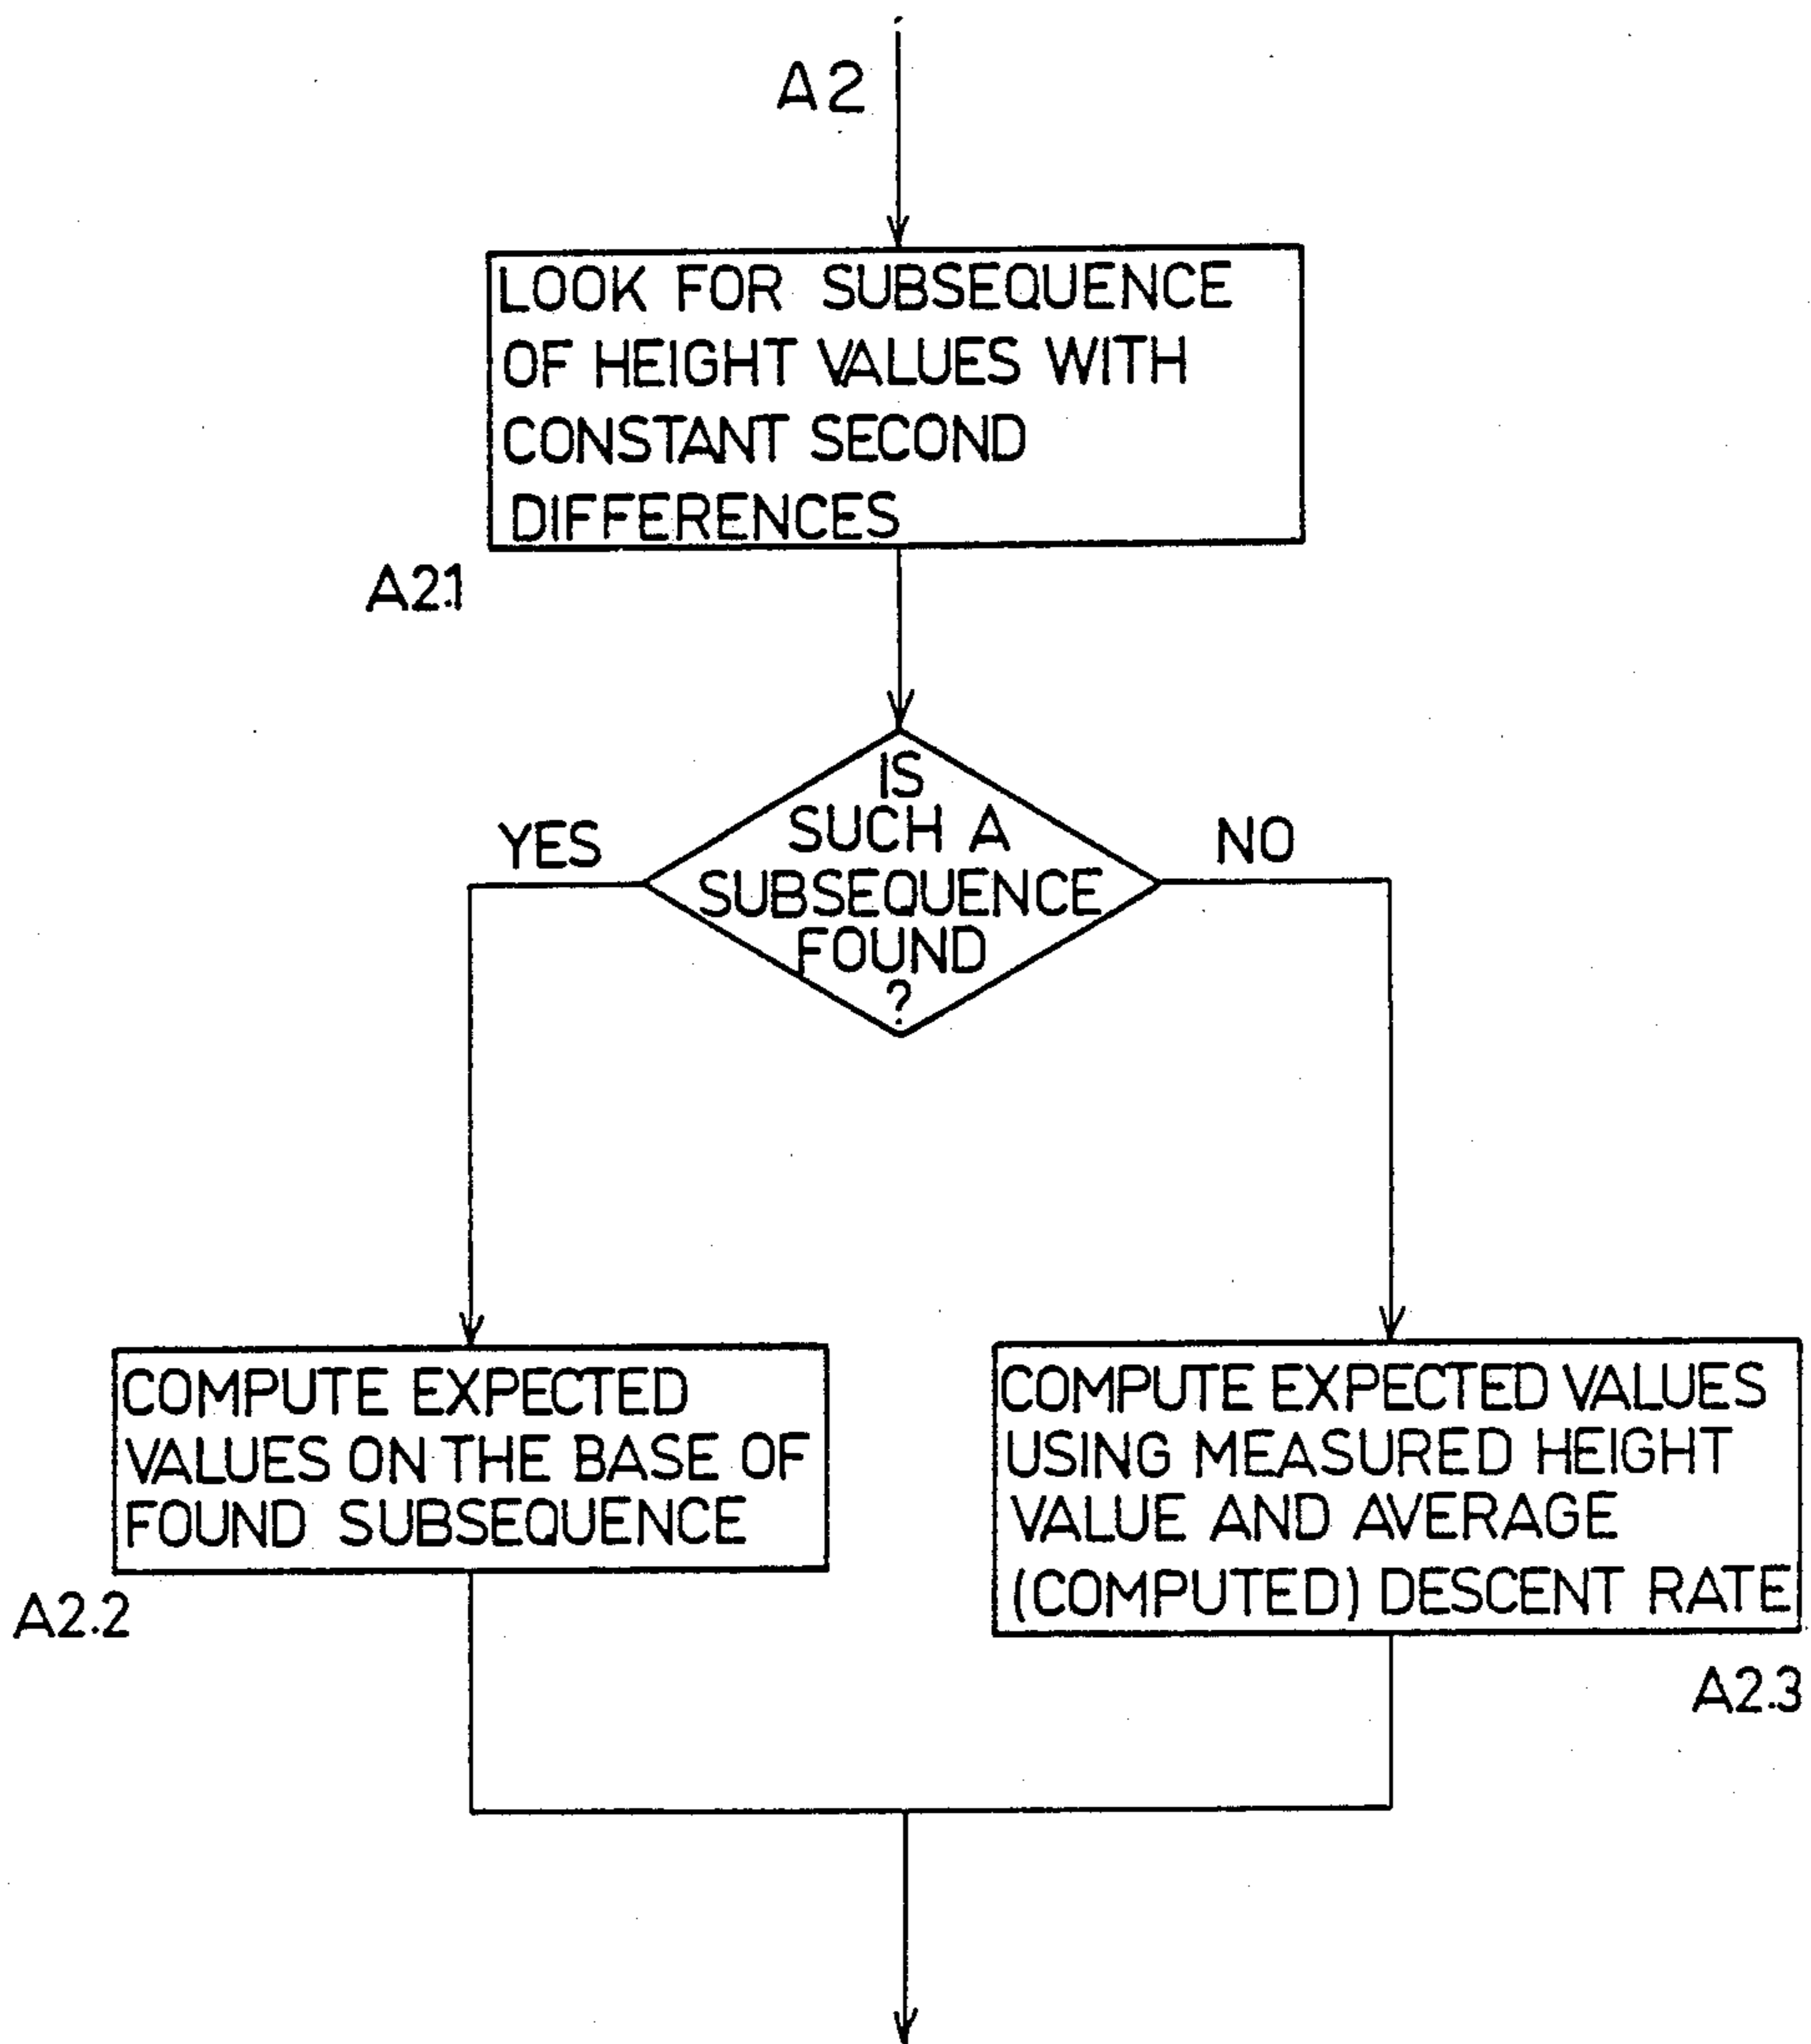 A2
LOOK FOR SUBSEQUENCE
OF HEIGHT VALUES WITH
CONSTANT SECOND
DIFFERENCES
A2.1
IS
SUCH A
SUBSEQUENCE
FOUND
?
YES
NO
COMPUTE EXPECTED
VALUES ON THE BASE OF
FOUND SUBSEQUENCE
A2.2
COMPUTE EXPECTED VALUES
USING MEASURED HEIGHT
VALUE AND AVERAGE
(COMPUTED) DESCENT RATE
A2.3